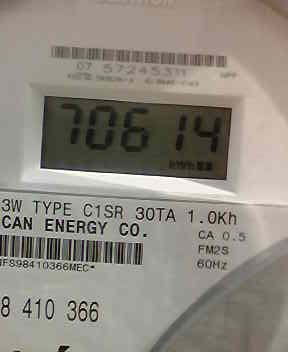 07 57245311
70614
kWh
3W TYPE C1SR 30TA 1.0Kh
CAN ENERGY CO.
CA 0.5
FM2S
60Hz
MFS98410366MEC*
8 410 366